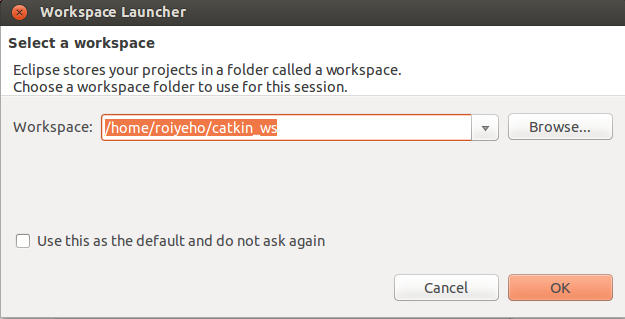 Workspace Launcher
Select a workspace
Eclipse stores your projects in a folder called a workspace.
Choose a workspace folder to use for this session.
Workspace: /home/roiyeho/catkin_ws Browse...
Use this as the default and do not ask again
Cancel OK